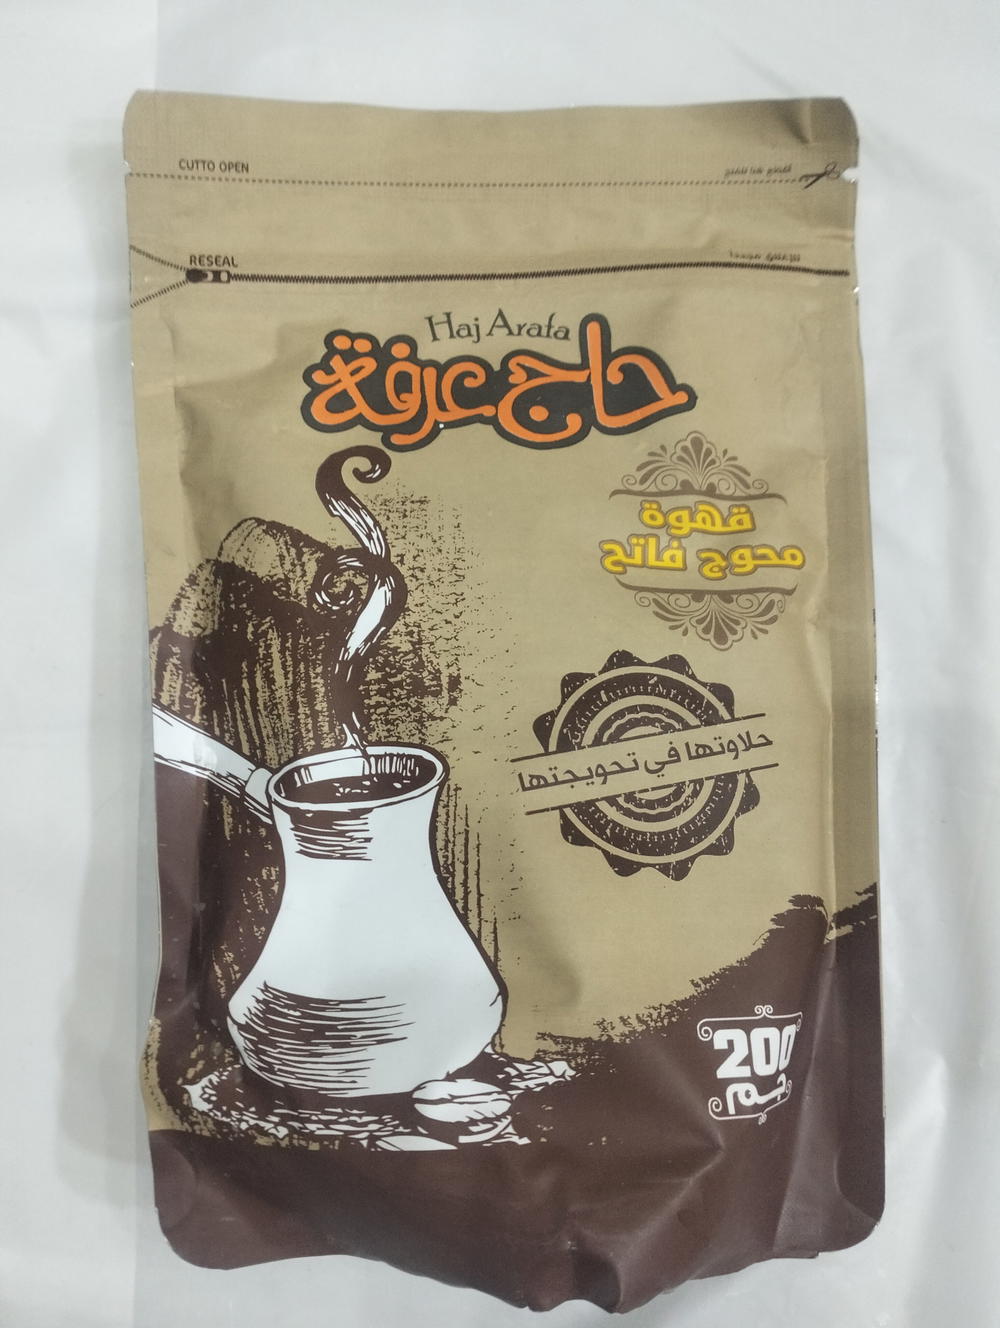 CUTTO OPEN
RESEAL
Haj Arafa
حاج عرفة
قهوة
محوج فاتح
حلاوتها في تحويجتها
200
جم